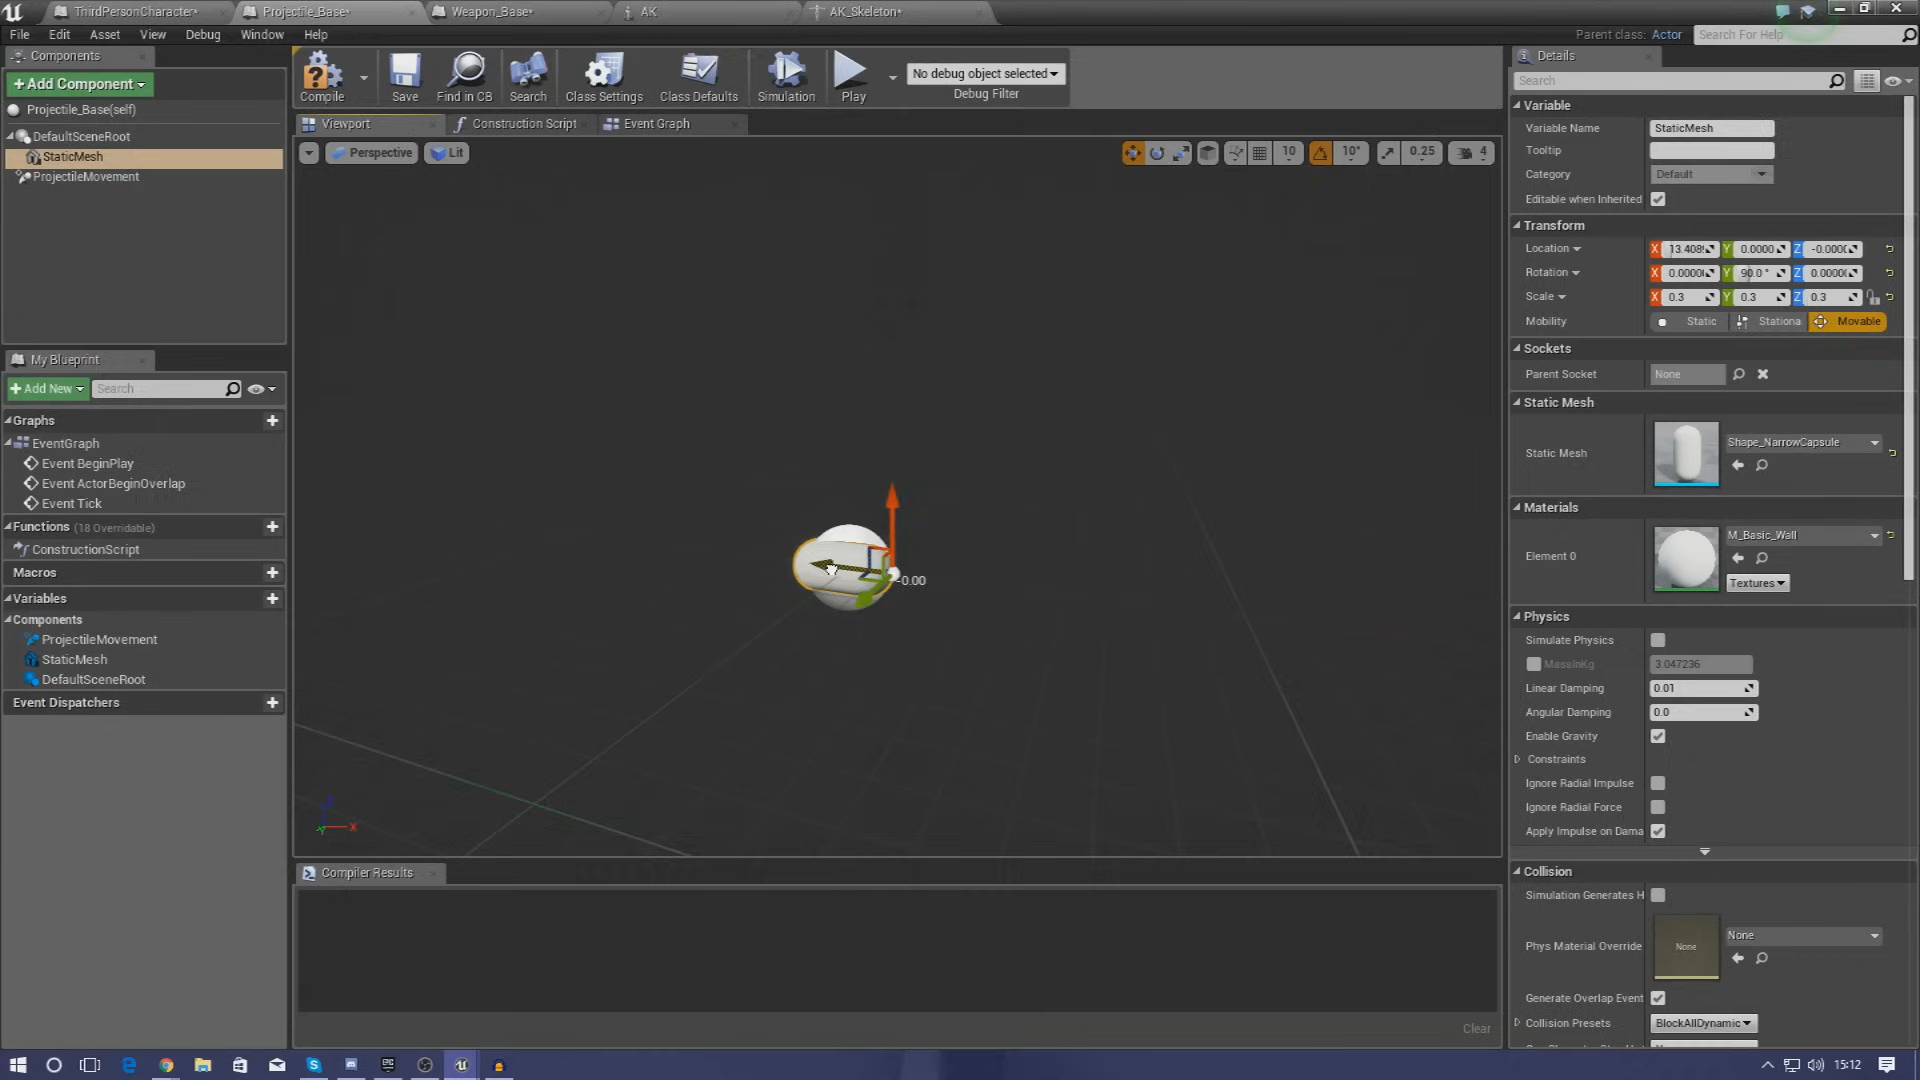 ThirdPersonCharacter*
Projectile_Base*
Weapon_Base*
AK
AK_Skeleton*
File Edit Asset View Debug Window Help
Parent class: Actor
Search For Help
Components
+Add Component
Projectile_Base(self)
DefaultSceneRoot
StaticMesh
ProjectileMovement
My Blueprint
+Add New
Search
Graphs
EventGraph
Event BeginPlay
Event ActorBeginOverlap
Event Tick
Functions (18 Overridable)
ConstructionScript
Macros
Variables
Components
ProjectileMovement
StaticMesh
DefaultSceneRoot
Event Dispatchers
Compile
Save
Find in CB
Search
Class Settings
Class Defaults
Simulation
Play
No debug object selected
Debug Filter
Viewport
Construction Script
Event Graph
Perspective
Lit
10
10°
0.25
4
-0.00
X
Compiler Results
Clear
Details
Search
Variable
Variable Name StaticMesh
Tooltip
Category Default
Editable when Inherited
Transform
Location X Y 0.0000 Z
Rotation X Y 90.0 ° Z
Scale X 0.3 Y 0.3 Z 0.3
Mobility Static Stationa Movable
Sockets
Parent Socket None
Static Mesh
Static Mesh Shape_NarrowCapsule
Materials
Element 0 M_Basic_Wall
Textures
Physics
Simulate Physics
MassInKg 3.047236
Linear Damping 0.01
Angular Damping 0.0
Enable Gravity
Constraints
Ignore Radial Impulse
Ignore Radial Force
Apply Impulse on Dama
Collision
Simulation Generates H
Phys Material Override None None
Generate Overlap Event
Collision Presets BlockAllDynamic
15:12